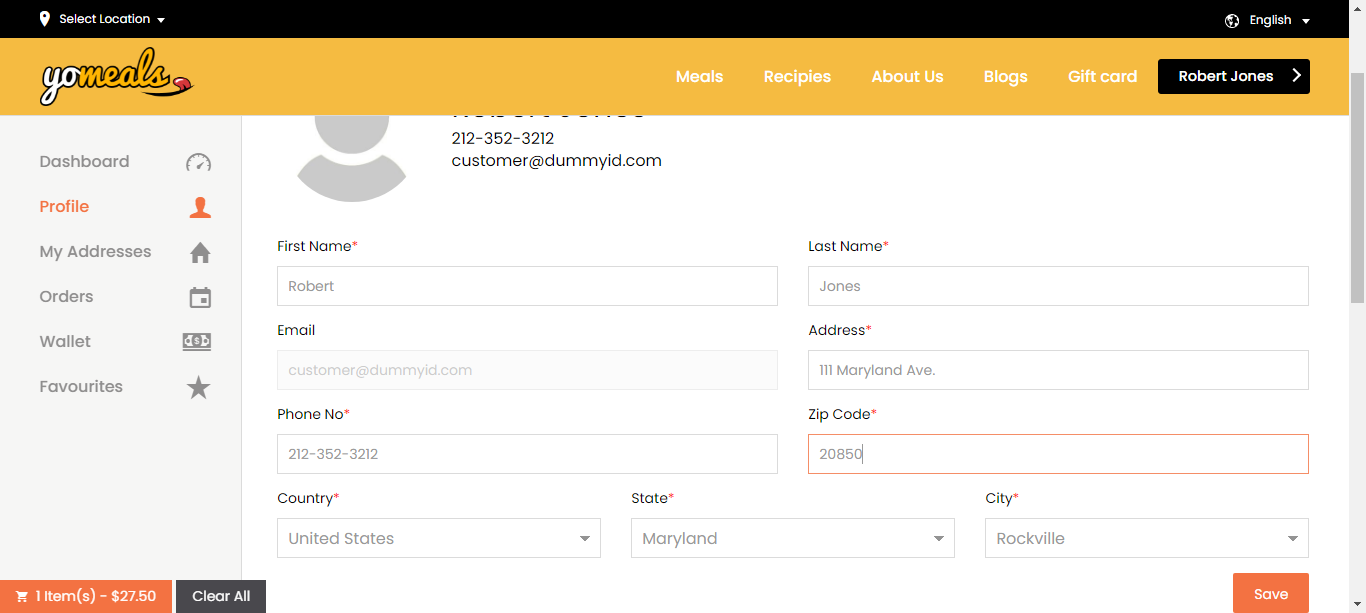 Select Location
English
yomeals
Meals
Recipies
About Us
Blogs
Gift card
Robert Jones
Robert Jones
212-352-3212
customer@dummyid.com
Dashboard
Profile
My Addresses
Orders
Wallet
Favourites
First Name*
Last Name*
Robert
Jones
Email
Address*
customer@dummyid.com
111 Maryland Ave.
Phone No*
Zip Code*
212-352-3212
20850
Country*
State*
City*
United States
Maryland
Rockville
1 Item(s) - $27.50
Clear All
Save